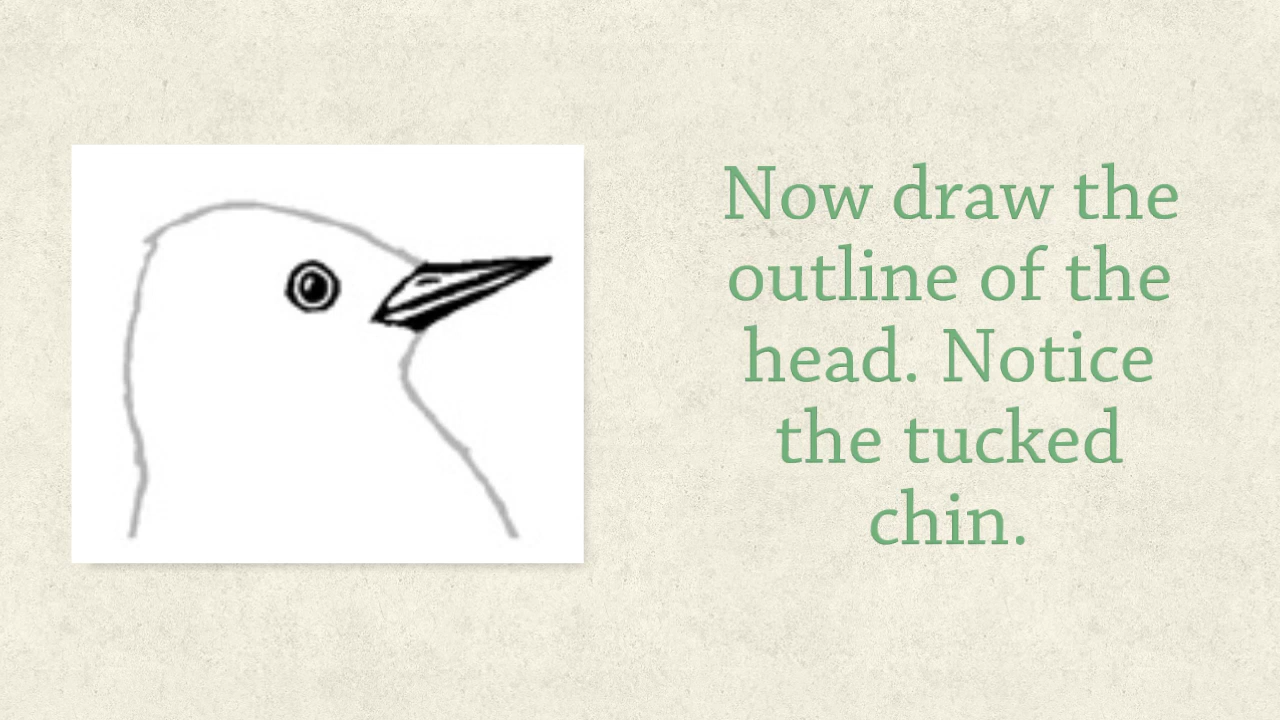 Now draw the
outline of the
head. Notice
the tucked
chin.